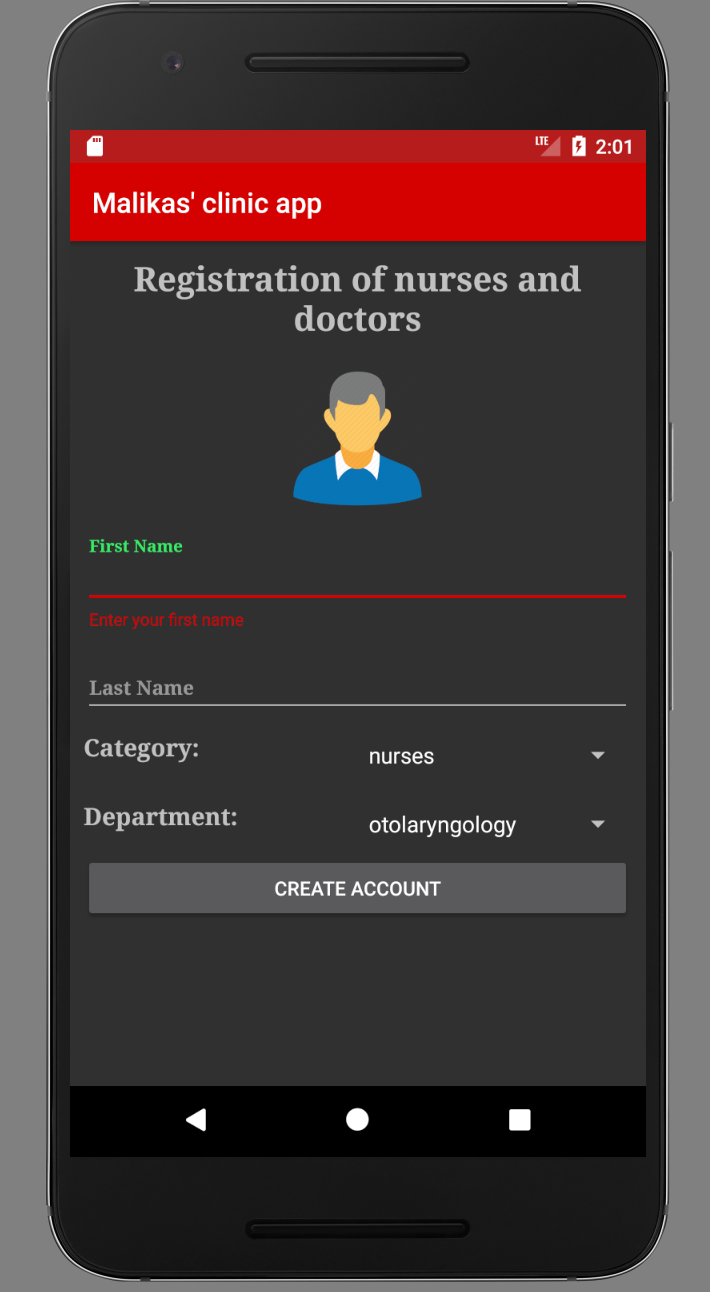 LTE 2:01
Malikas' clinic app
Registration of nurses and
doctors
First Name
Enter your first name
Last Name
Category: nurses
Department: otolaryngology
CREATE ACCOUNT